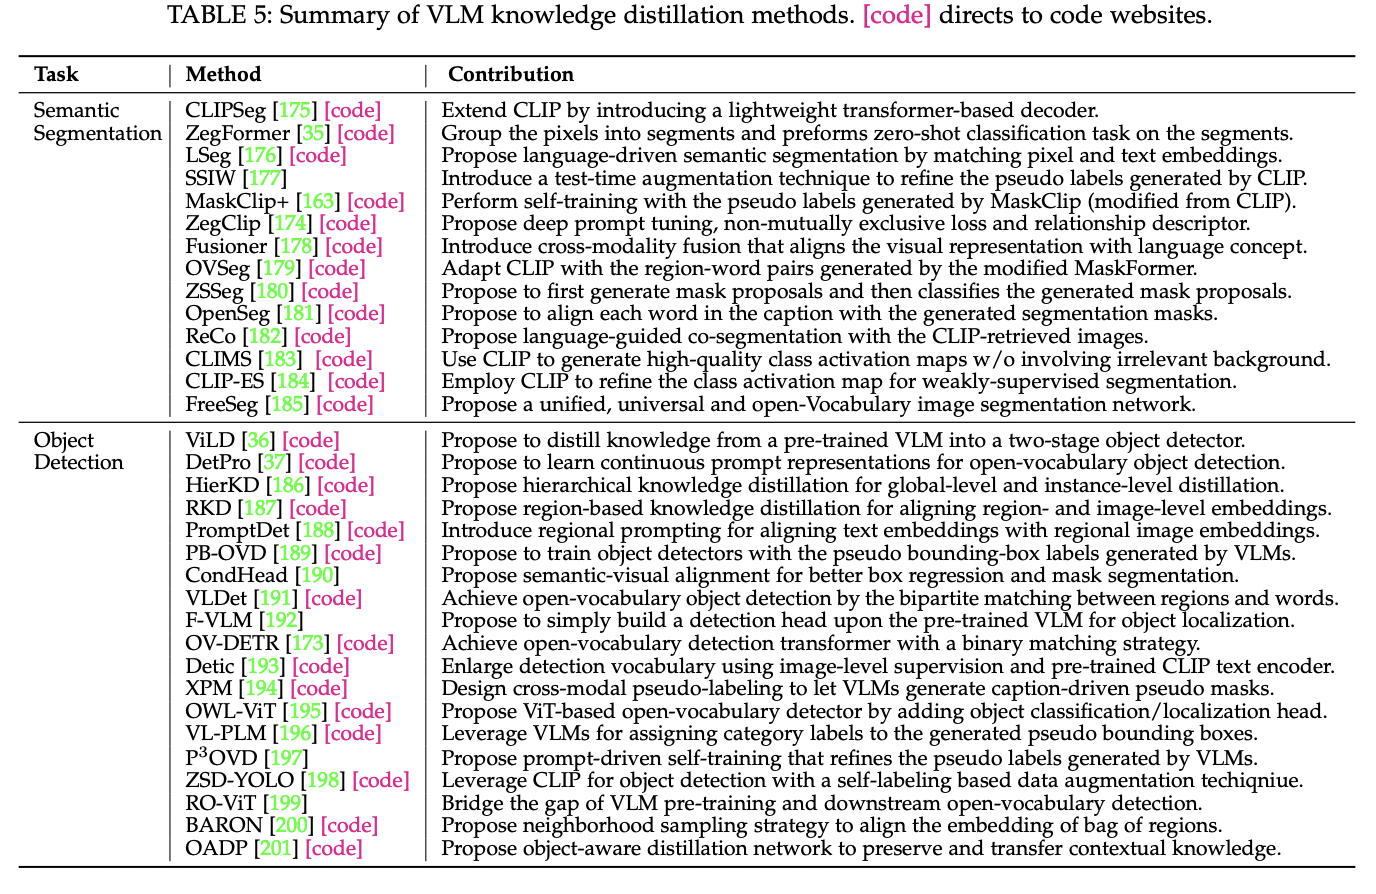 TABLE 5: Summary of VLM knowledge distillation methods. [code] directs to code websites.
Task Method Contribution
Semantic CLIPSeg [175] [code] Extend CLIP by introducing a lightweight transformer-based decoder.
Segmentation ZegFormer [35] [code] Group the pixels into segments and preforms zero-shot classification task on the segments.
LSeg [176] [code] Propose language-driven semantic segmentation by matching pixel and text embeddings.
SSIW [177] Introduce a test-time augmentation technique to refine the pseudo labels generated by CLIP.
MaskClip+ [163] [code] Perform self-training with the pseudo labels generated by MaskClip (modified from CLIP).
ZegClip [174] [code] Propose deep prompt tuning, non-mutually exclusive loss and relationship descriptor.
Fusioner [178] [code] Introduce cross-modality fusion that aligns the visual representation with language concept.
OVSeg [179] [code] Adapt CLIP with the region-word pairs generated by the modified MaskFormer.
ZSSeg [180] [code] Propose to first generate mask proposals and then classifies the generated mask proposals.
OpenSeg [181] [code] Propose to align each word in the caption with the generated segmentation masks.
ReCo [182] [code] Propose language-guided co-segmentation with the CLIP-retrieved images.
CLIMS [183] [code] Use CLIP to generate high-quality class activation maps w/o involving irrelevant background.
CLIP-ES [184] [code] Employ CLIP to refine the class activation map for weakly-supervised segmentation.
FreeSeg [185] [code] Propose a unified, universal and open-Vocabulary image segmentation network.
Object ViLD [36] [code] Propose to distill knowledge from a pre-trained VLM into a two-stage object detector.
Detection DetPro [37] [code] Propose to learn continuous prompt representations for open-vocabulary object detection.
HierKD [186] [code] Propose hierarchical knowledge distillation for global-level and instance-level distillation.
RKD [187] [code] Propose region-based knowledge distillation for aligning region- and image-level embeddings.
PromptDet [188] [code] Introduce regional prompting for aligning text embeddings with regional image embeddings.
PB-OVD [189] [code] Propose to train object detectors with the pseudo bounding-box labels generated by VLMs.
CondHead [190] Propose semantic-visual alignment for better box regression and mask segmentation.
VLDet [191] [code] Achieve open-vocabulary object detection by the bipartite matching between regions and words.
F-VLM [192] Propose to simply build a detection head upon the pre-trained VLM for object localization.
OV-DETR [173] [code] Achieve open-vocabulary detection transformer with a binary matching strategy.
Detic [193] [code] Enlarge detection vocabulary using image-level supervision and pre-trained CLIP text encoder.
XPM [194] [code] Design cross-modal pseudo-labeling to let VLMs generate caption-driven pseudo masks.
OWL-ViT [195] [code] Propose ViT-based open-vocabulary detector by adding object classification/localization head.
VL-PLM [196] [code] Leverage VLMs for assigning category labels to the generated pseudo bounding boxes.
P³OVD [197] Propose prompt-driven self-training that refines the pseudo labels generated by VLMs.
ZSD-YOLO [198] [code] Leverage CLIP for object detection with a self-labeling based data augmentation techiqniue.
RO-ViT [199] Bridge the gap of VLM pre-training and downstream open-vocabulary detection.
BARON [200] [code] Propose neighborhood sampling strategy to align the embedding of bag of regions.
OADP [201] [code] Propose object-aware distillation network to preserve and transfer contextual knowledge.